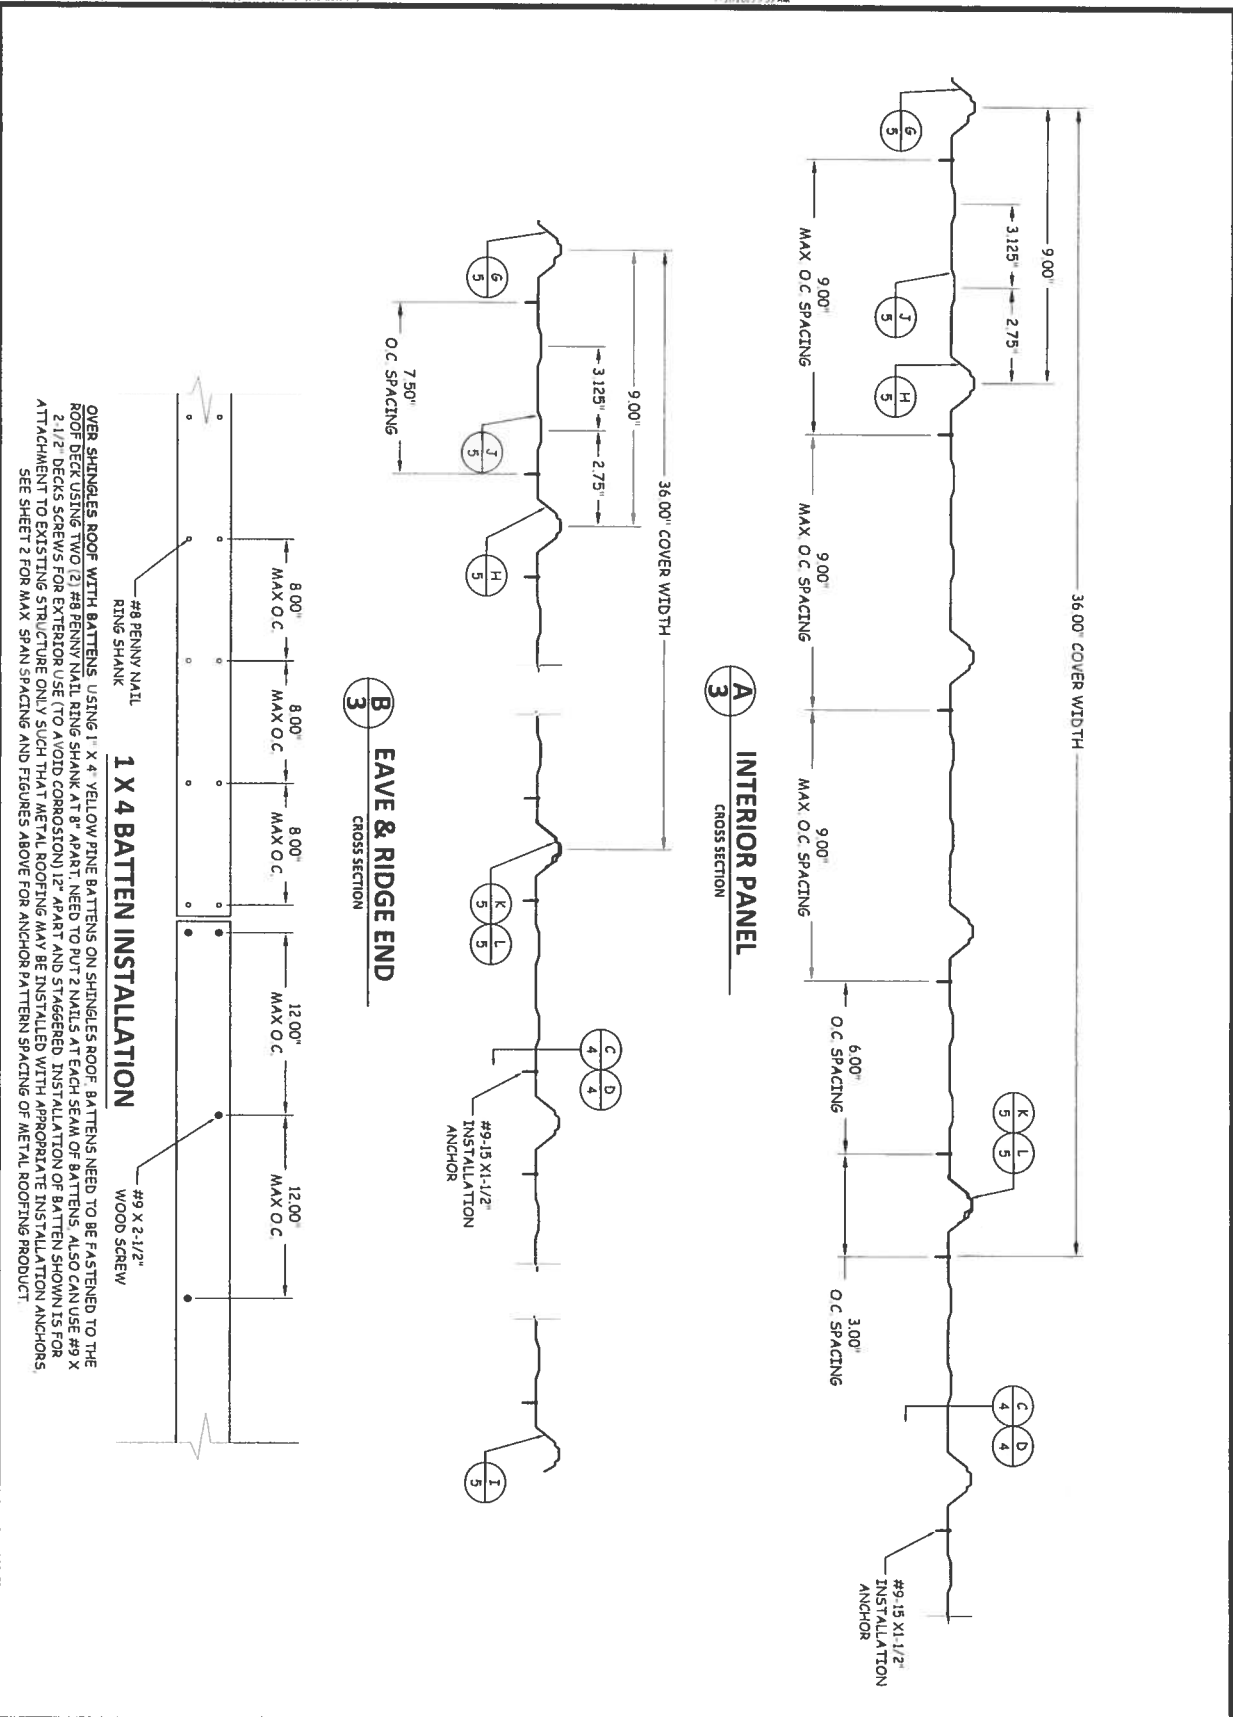 36.00" COVER WIDTH
9.00"
3.125"
2.75"
G
5
J
5
H
5
K
5
L
5
C
4
D
4
9.00"
MAX. O.C. SPACING
9.00"
MAX. O.C. SPACING
9.00"
MAX. O.C. SPACING
6.00"
O.C. SPACING
3.00"
O.C. SPACING
#9-15 X1-1/2"
INSTALLATION
ANCHOR
A
3
INTERIOR PANEL
CROSS SECTION
36.00" COVER WIDTH
9.00"
3.125"
2.75"
G
5
J
5
H
5
K
5
L
5
C
4
D
4
I
5
7.50"
O.C. SPACING
#9-15 X1-1/2"
INSTALLATION
ANCHOR
B
3
EAVE & RIDGE END
CROSS SECTION
8.00"
MAX O.C.
8.00"
MAX O.C.
8.00"
MAX O.C.
12.00"
MAX O.C.
12.00"
MAX O.C.
#8 PENNY NAIL
RING SHANK
#9 X 2-1/2"
WOOD SCREW
1 X 4 BATTEN INSTALLATION
OVER SHINGLES ROOF WITH BATTENS USING 1" X 4" YELLOW PINE BATTENS ON SHINGLES ROOF, BATTENS NEED TO BE FASTENED TO THE
ROOF DECK USING TWO (2) #8 PENNY NAIL RING SHANK AT 8" APART, NEED TO PUT 2 NAILS AT EACH SEAM OF BATTENS, ALSO CAN USE #9 X
2-1/2" DECKS SCREWS FOR EXTERIOR USE (TO AVOID CORROSION) 12" APART AND STAGGERED. INSTALLATION OF BATTEN SHOWN IS FOR
ATTACHMENT TO EXISTING STRUCTURE ONLY SUCH THAT METAL ROOFING MAY BE INSTALLED WITH APPROPRIATE INSTALLATION ANCHORS,
SEE SHEET 2 FOR MAX SPAN SPACING AND FIGURES ABOVE FOR ANCHOR PATTERN SPACING OF METAL ROOFING PRODUCT.